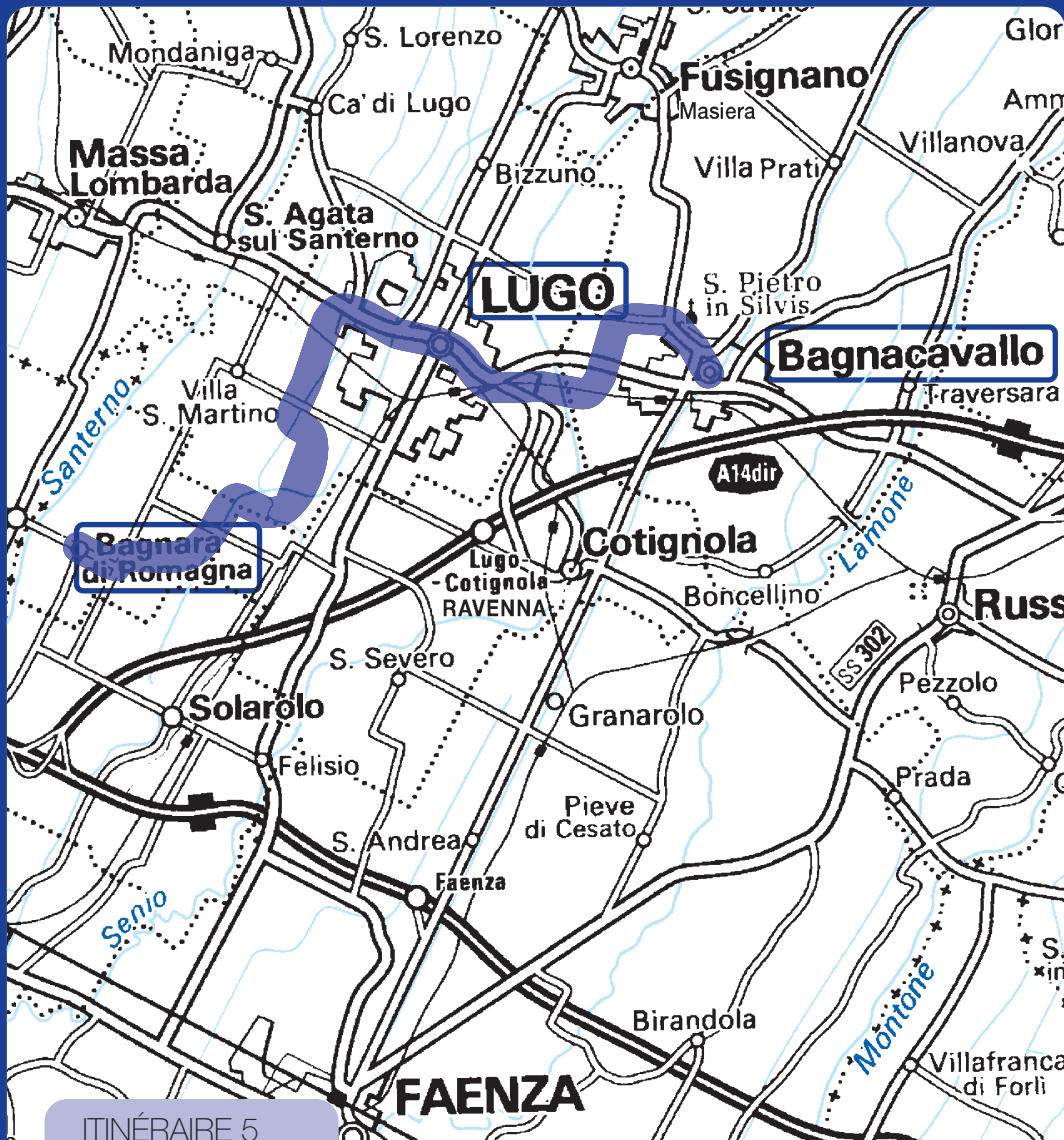 S. Lorenzo
Mondaniga
Ca' di Lugo
Fusignano
Masiera
Villanova
Villa Prati
Bizzuno
Massa
Lombarda
S. Agata
sul Santerno
LUGO
S. Pietro
in Silvis
Bagnacavallo
Traversara
Villa
S. Martino
Santerno
A14dir
Lamone
Bagnara
di Romagna
Lugo
-Cotignola
RAVENNA
Cotignola
Boncellino
SS 302
S. Severo
Pezzolo
Solarolo
Granarolo
Felisio
Prada
Pieve
di Cesato
S. Andrea
Faenza
Senio
Montone
Birandola
Villafranca
di Forlì
FAENZA
ITINÉRAIRE 5